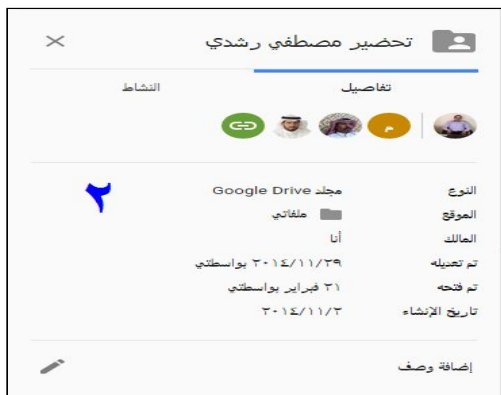 تحضير مصطفي رشدي
تفاصيل
النشاط
م
٢
النوع مجلد Google Drive
الموقع ملفاتي
المالك أنا
تم تعديله ٢٠١٤/١١/٢٩ بواسطتي
تم فتحه ٢١ فبراير بواسطتي
تاريخ الإنشاء ٢٠١٤/١١/٢
إضافة وصف